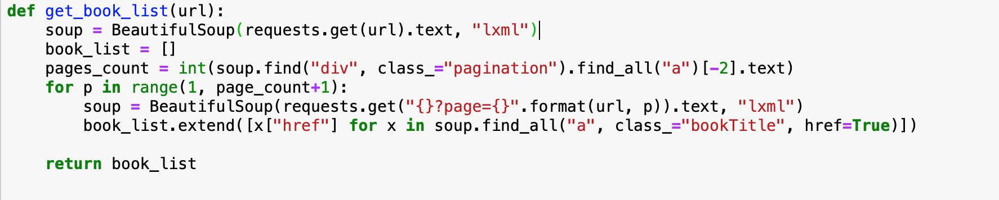 def get_book_list(url):
    soup = BeautifulSoup(requests.get(url).text, "lxml")
    book_list = []
    pages_count = int(soup.find("div", class_="pagination").find_all("a")[-2].text)
    for p in range(1, page_count+1):
        soup = BeautifulSoup(requests.get("{}?page={}".format(url, p)).text, "lxml")
        book_list.extend([x["href"] for x in soup.find_all("a", class_="bookTitle", href=True)])

    return book_list